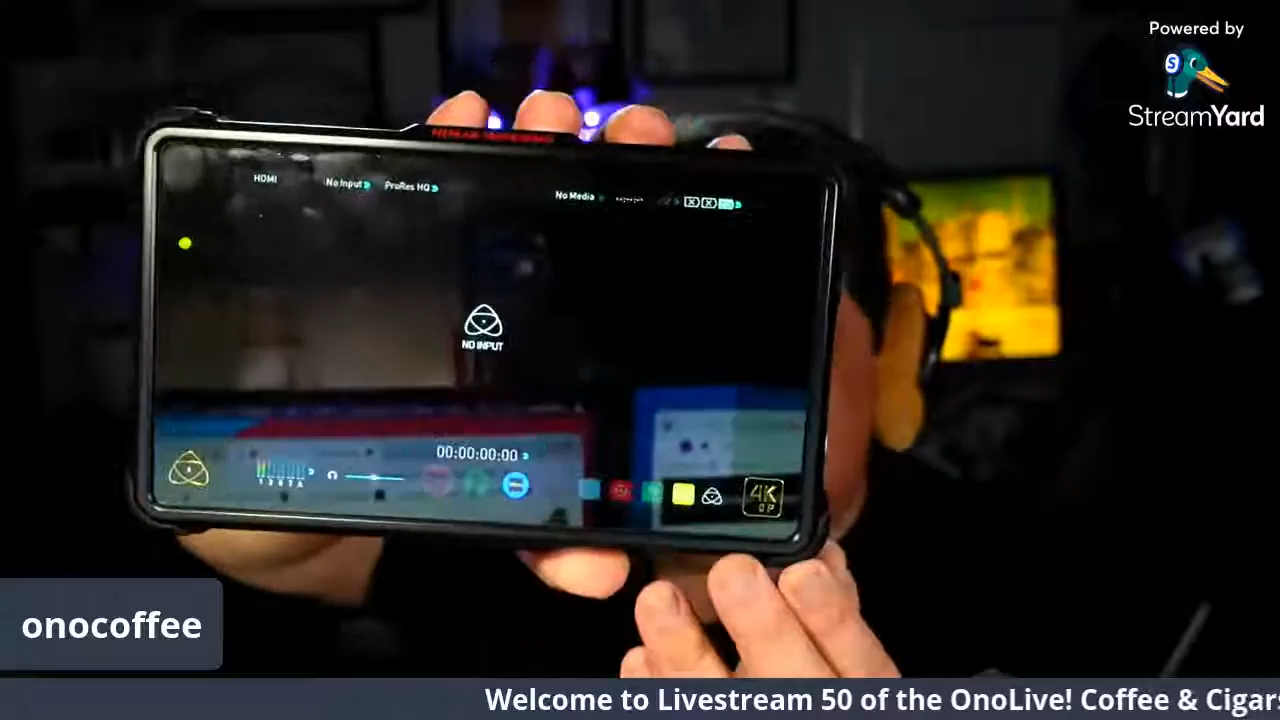 Powered by
StreamYard
HDMI
No Input
ProRes HQ
No Media
NO INPUT
00:00:00:00
4K
onocoffee
Welcome to Livestream 50 of the OnoLive! Coffee & Cigars